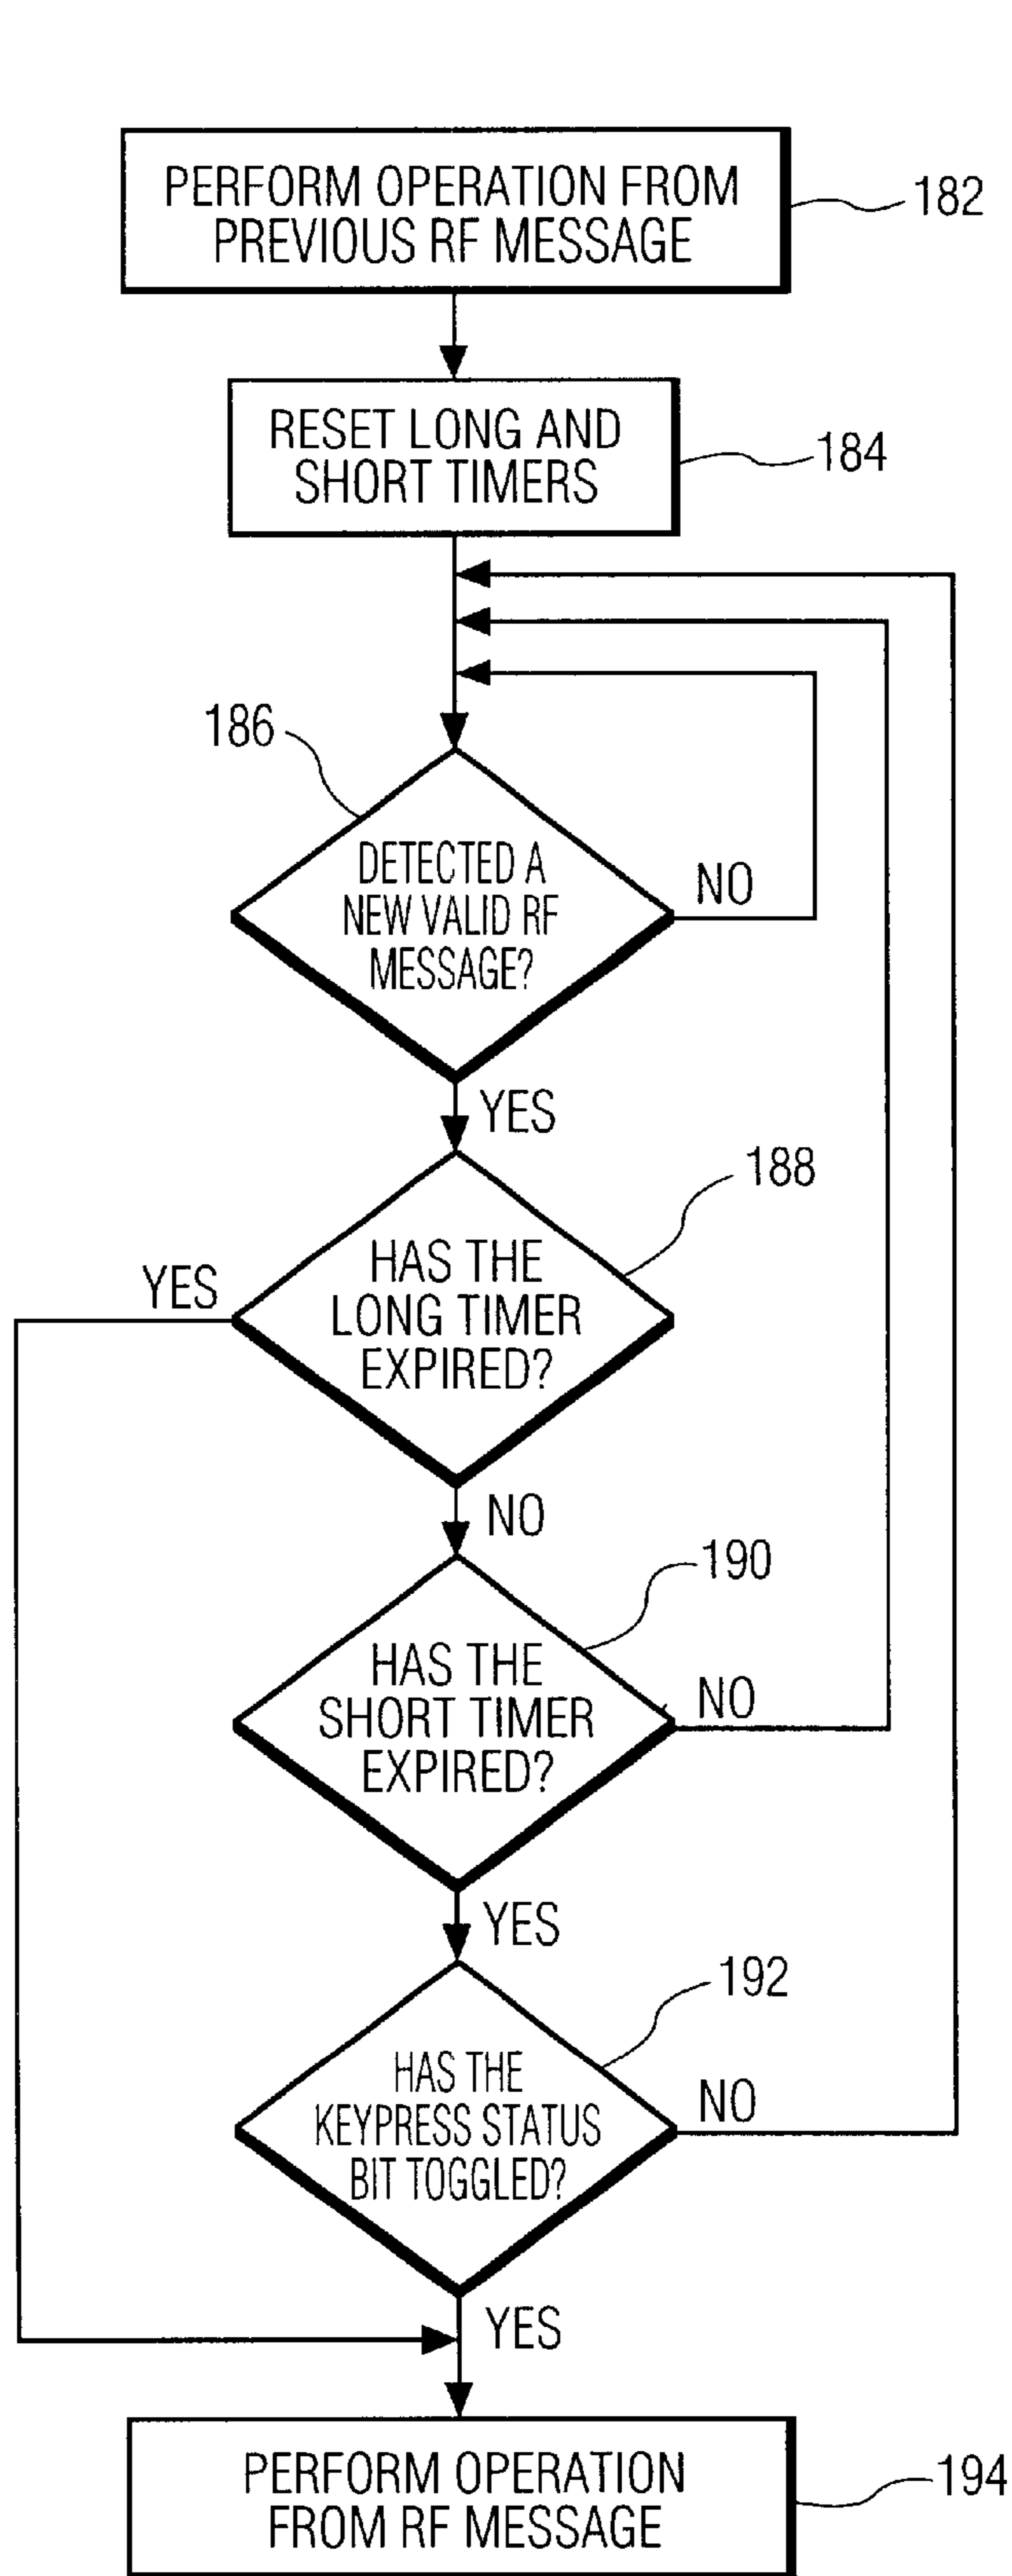 PERFORM OPERATION FROM
PREVIOUS RF MESSAGE
182
RESET LONG AND
SHORT TIMERS
184
186
DETECTED A
NEW VALID RF
MESSAGE?
NO
YES
188
HAS THE
LONG TIMER
EXPIRED?
YES
NO
190
HAS THE
SHORT TIMER
EXPIRED?
NO
YES
192
HAS THE
KEYPRESS STATUS
BIT TOGGLED?
NO
YES
PERFORM OPERATION
FROM RF MESSAGE
194